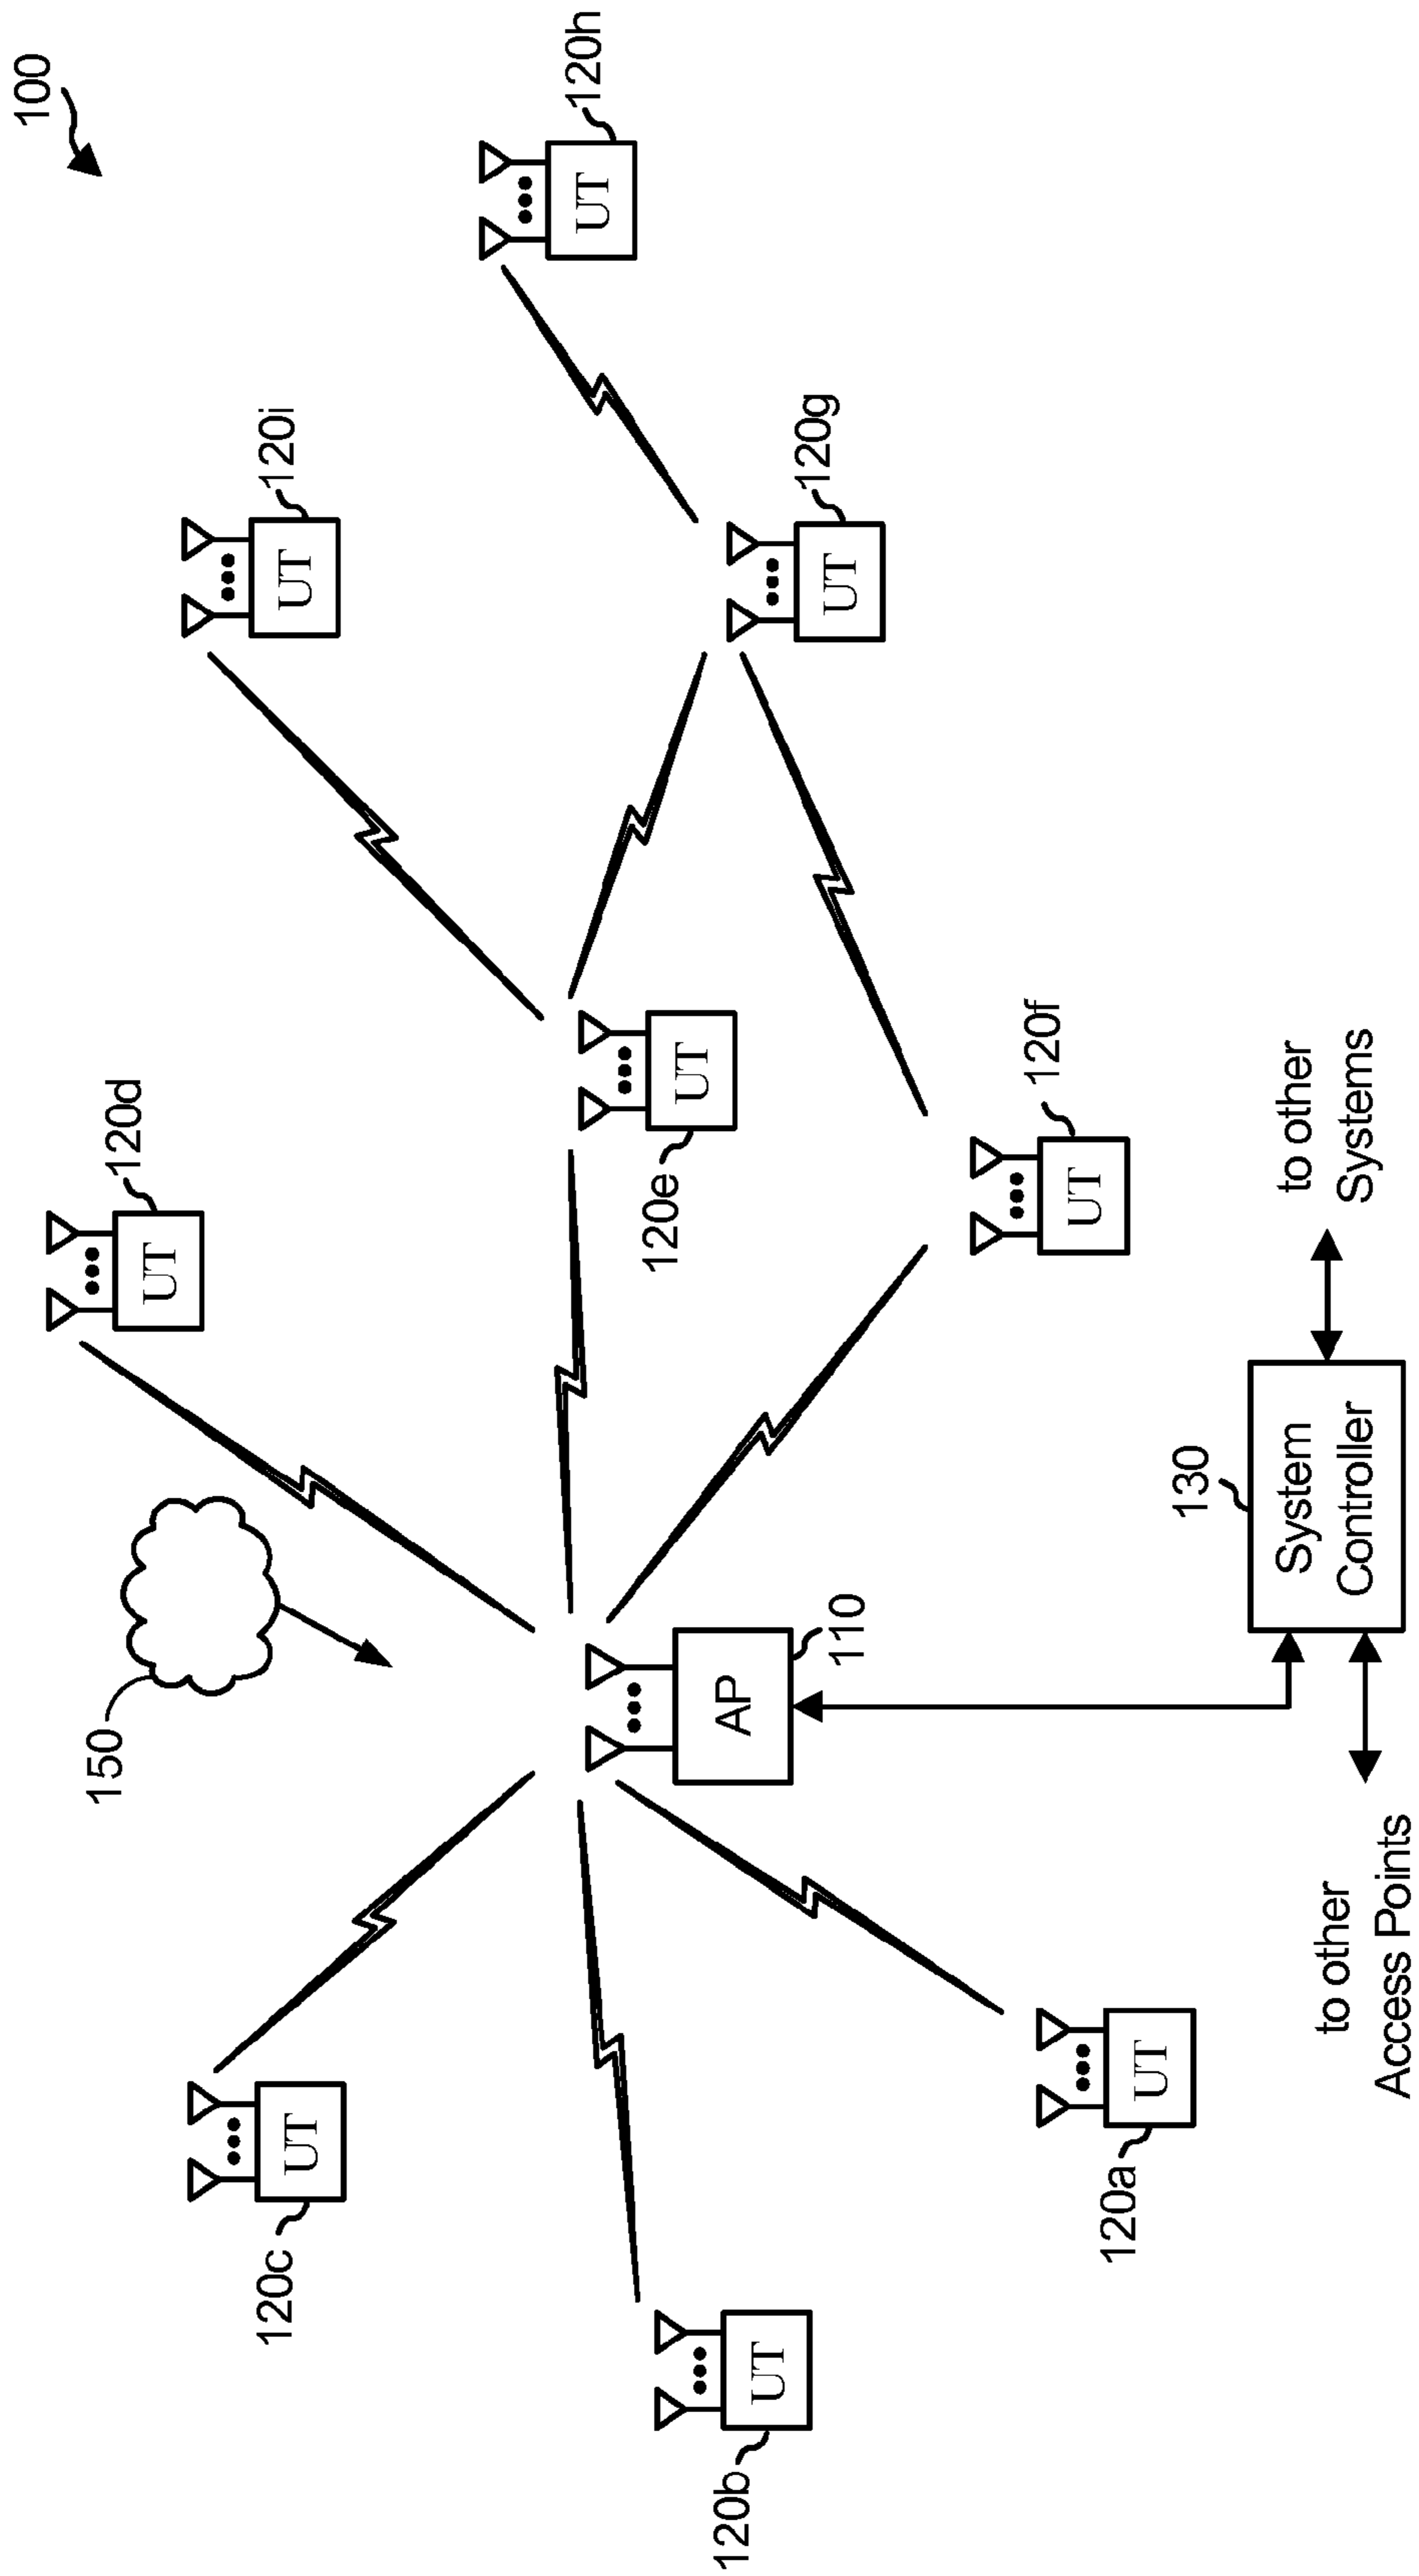 100
120d
UT
150
120i
UT
120c
UT
120h
UT
120e
UT
120g
UT
AP
110
120b
UT
120f
UT
120a
UT
130
System
Controller
to other
Systems
to other
Access Points